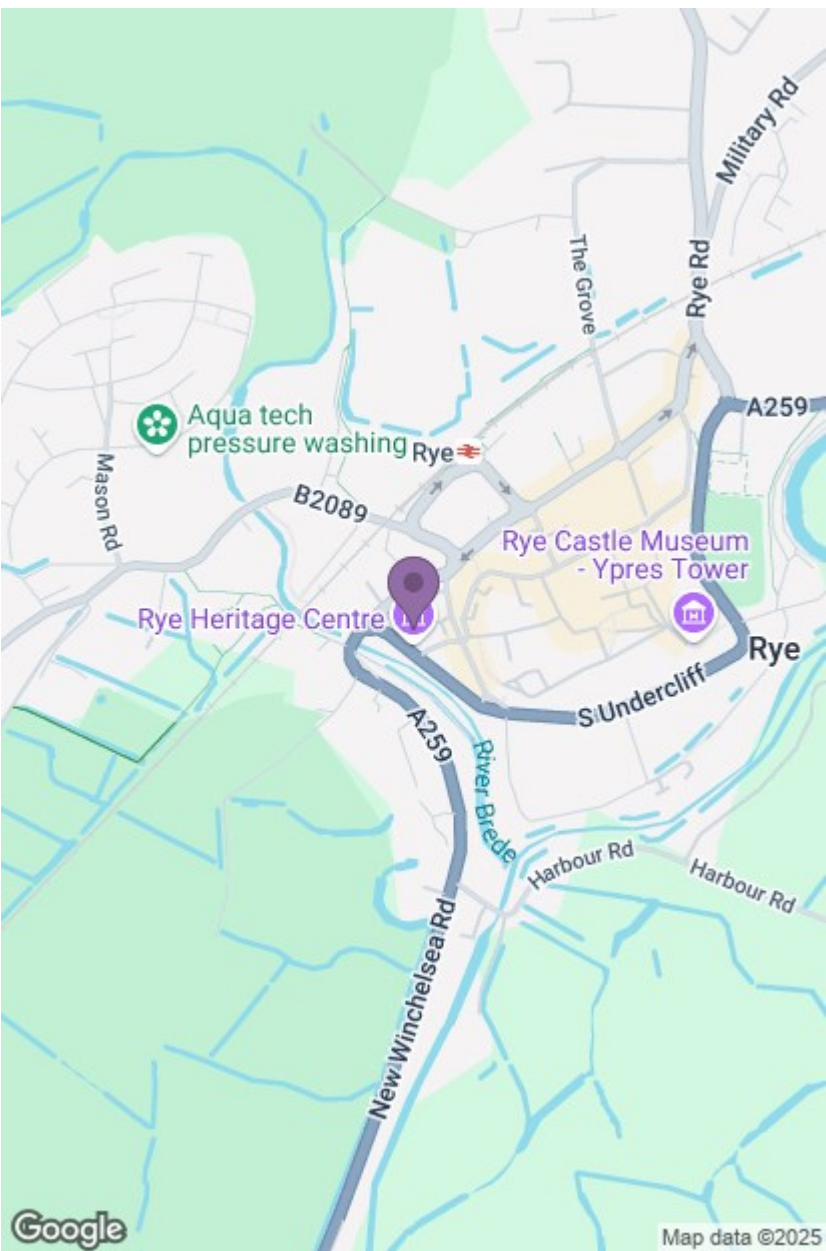 Military Rd
The Grove
Rye Rd
A259
Aqua tech
pressure washing
Rye
Mason Rd
B2089
Rye Castle Museum
- Ypres Tower
Rye Heritage Centre
Rye
S Undercliff
A259
River Brede
Harbour Rd
Harbour Rd
New Winchelsea Rd
Google
Map data ©2025